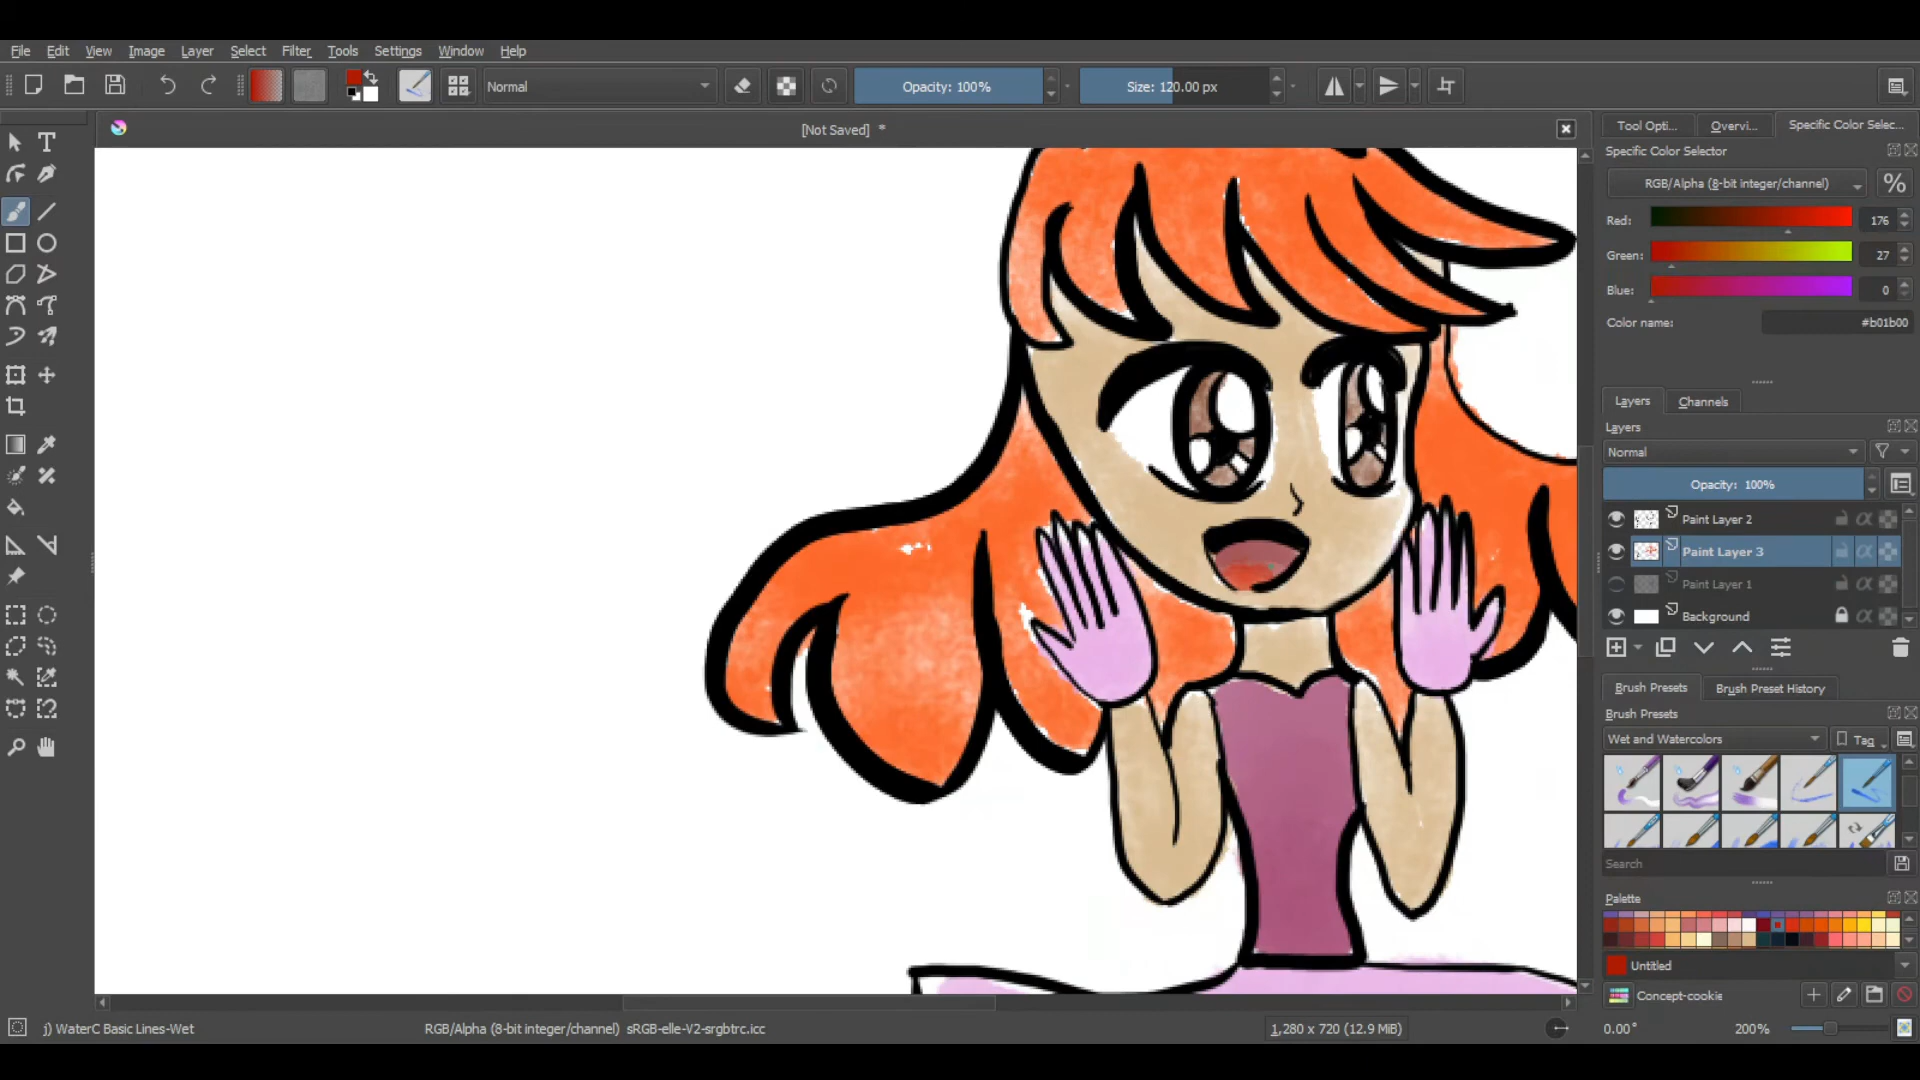 File Edit View Image Layer Select Filter Tools Settings Window Help
Normal
Opacity: 100%
Size: 120.00 px
[Not Saved] *
Tool Opti... Overvi... Specific Color Selec...
Specific Color Selector
RGB/Alpha (8-bit integer/channel) %
Red: 176
Green: 27
Blue: 0
Color name: #b01b00
Layers Channels
Layers
Normal
Opacity: 100%
Paint Layer 2
Paint Layer 3
Paint Layer 1
Background
Brush Presets Brush Preset History
Brush Presets
Wet and Watercolors Tag
Search
Palette
Untitled
Concept-cookie
j) WaterC Basic Lines-Wet RGB/Alpha (8-bit integer/channel) sRGB-elle-V2-srgbtrc.icc 1,280 x 720 (12.9 MiB) 0.00° 200%